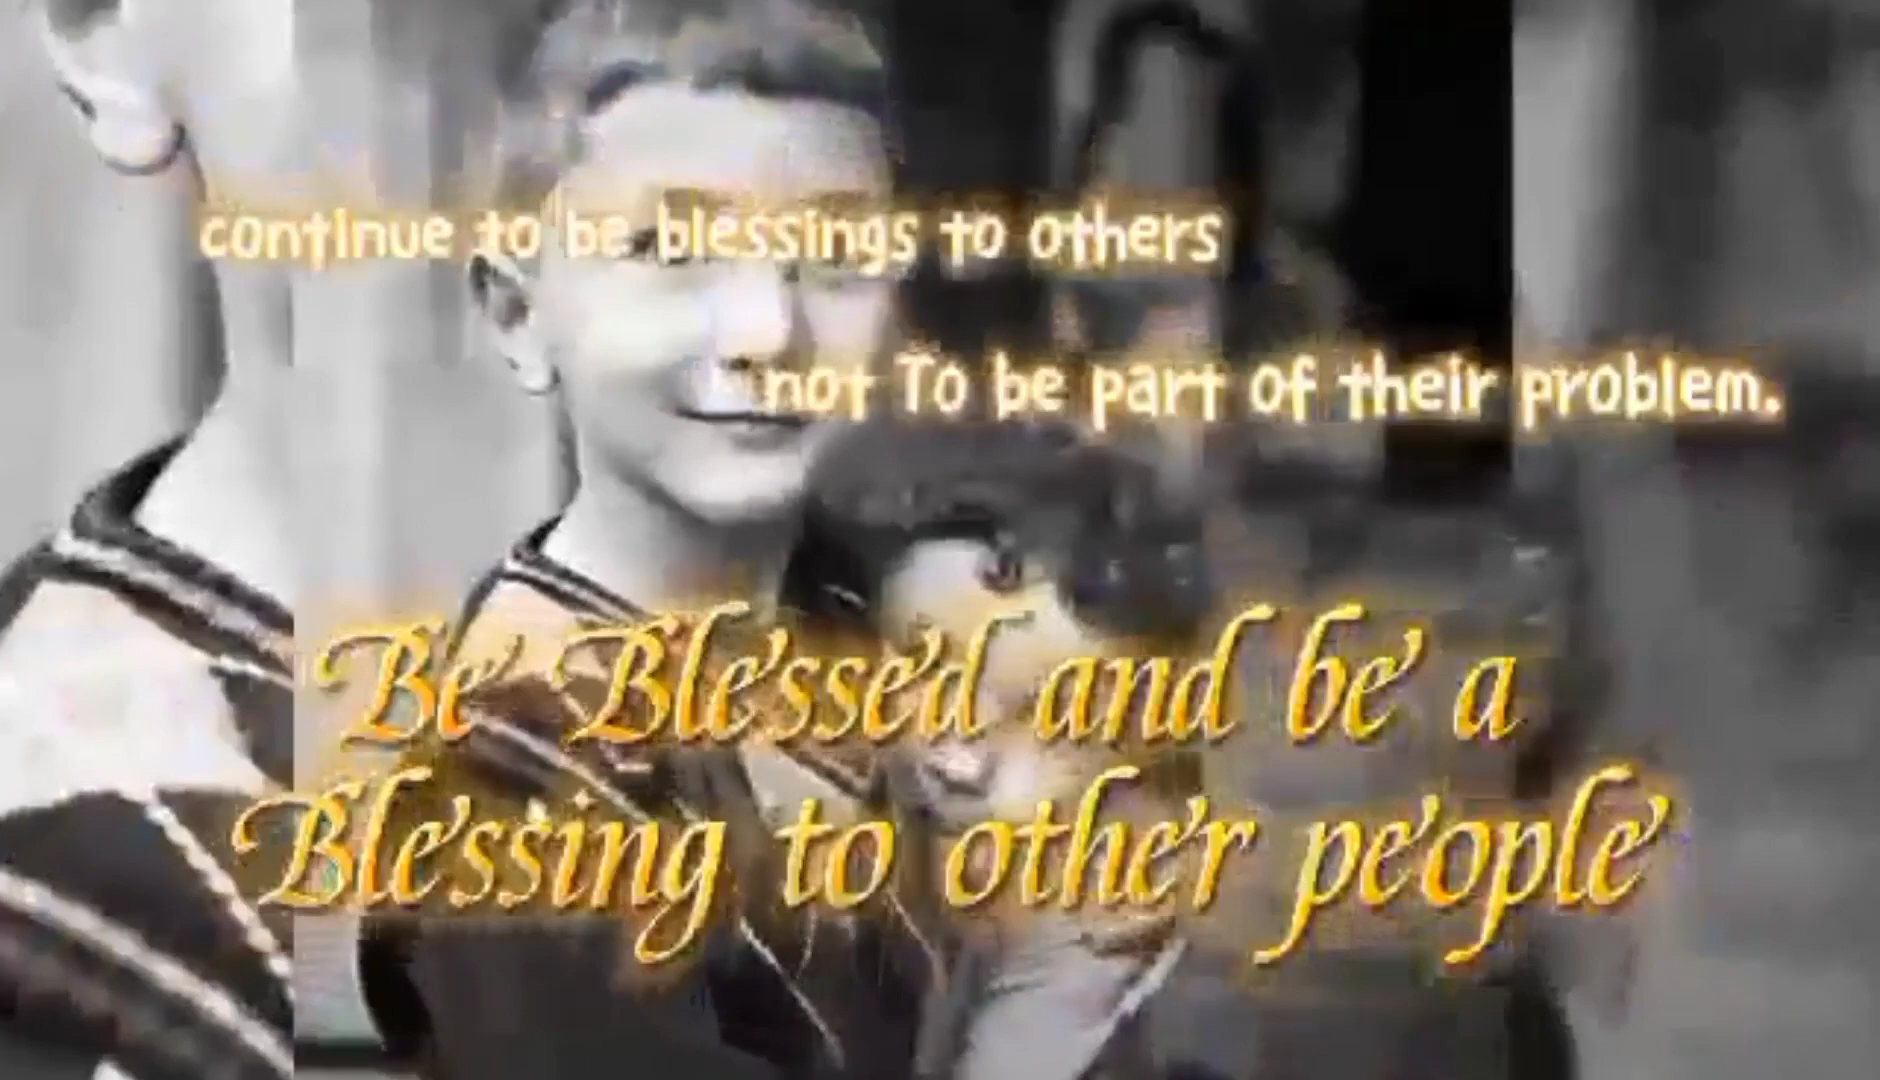 continue to be blessings to others
not To be part of their problem.
Be Blessed and be a
Blessing to other people